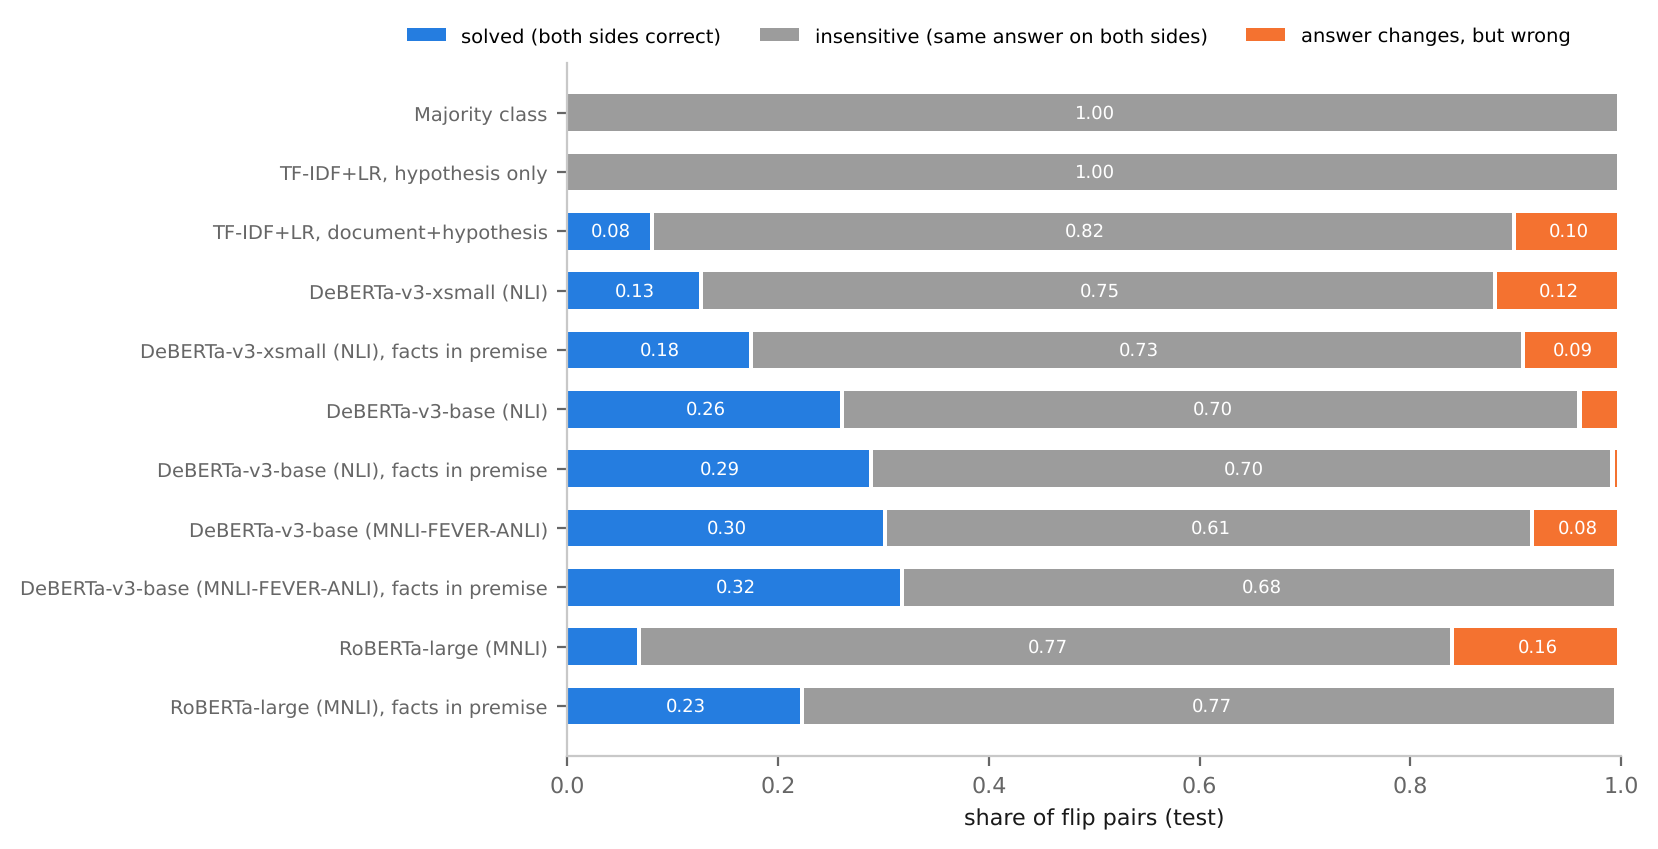 solved (both sides correct) insensitive (same answer on both sides) answer changes, but wrong
Majority class 1.00
TF-IDF+LR, hypothesis only 1.00
TF-IDF+LR, document+hypothesis 0.08 0.82 0.10
DeBERTa-v3-xsmall (NLI) 0.13 0.75 0.12
DeBERTa-v3-xsmall (NLI), facts in premise 0.18 0.73 0.09
DeBERTa-v3-base (NLI) 0.26 0.70
DeBERTa-v3-base (NLI), facts in premise 0.29 0.70
DeBERTa-v3-base (MNLI-FEVER-ANLI) 0.30 0.61 0.08
DeBERTa-v3-base (MNLI-FEVER-ANLI), facts in premise 0.32 0.68
RoBERTa-large (MNLI) 0.77 0.16
RoBERTa-large (MNLI), facts in premise 0.23 0.77
0.0 0.2 0.4 0.6 0.8 1.0
share of flip pairs (test)